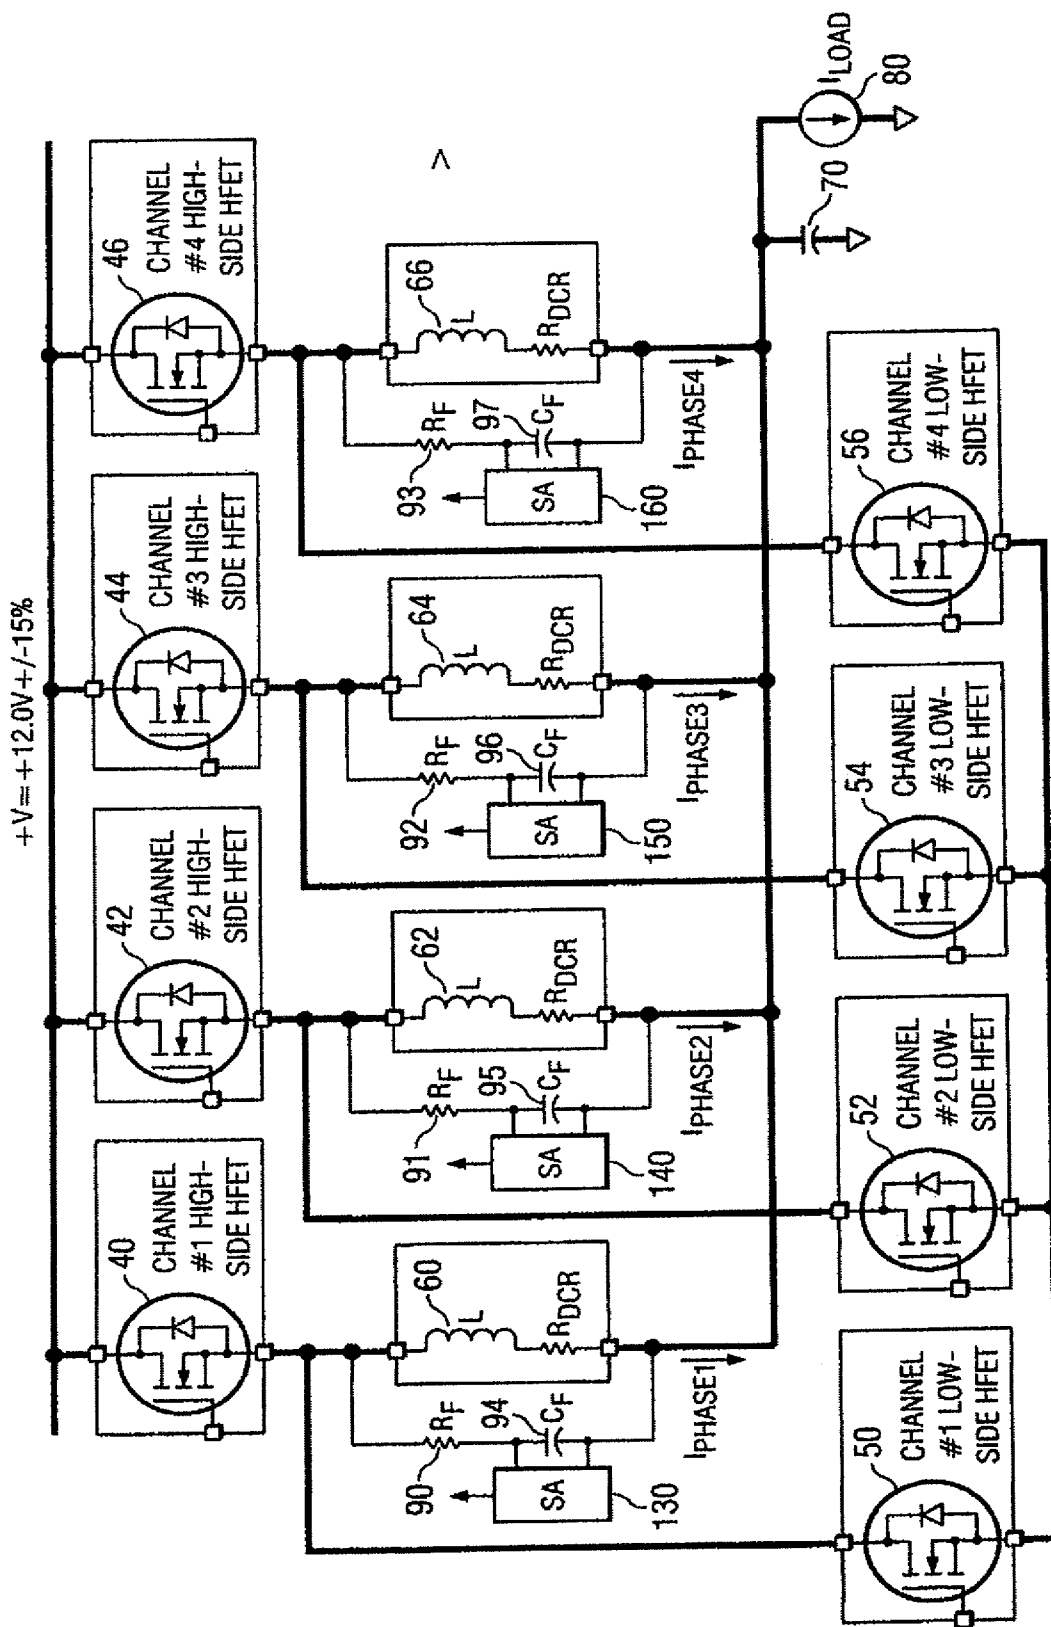 +V=+12.0V+/-15%
40
CHANNEL
#1 HIGH-
SIDE HFET
42
CHANNEL
#2 HIGH-
SIDE HFET
44
CHANNEL
#3 HIGH-
SIDE HFET
46
CHANNEL
#4 HIGH-
SIDE HFET
90
RF
94
CF
SA
130
60
L
RDCR
IPHASE1
91
RF
95
CF
SA
140
62
L
RDCR
IPHASE2
92
RF
96
CF
SA
150
64
L
RDCR
IPHASE3
93
RF
97
CF
SA
160
66
L
RDCR
IPHASE4
^
70
ILOAD
80
50
CHANNEL
#1 LOW-
SIDE HFET
52
CHANNEL
#2 LOW-
SIDE HFET
54
CHANNEL
#3 LOW-
SIDE HFET
56
CHANNEL
#4 LOW-
SIDE HFET